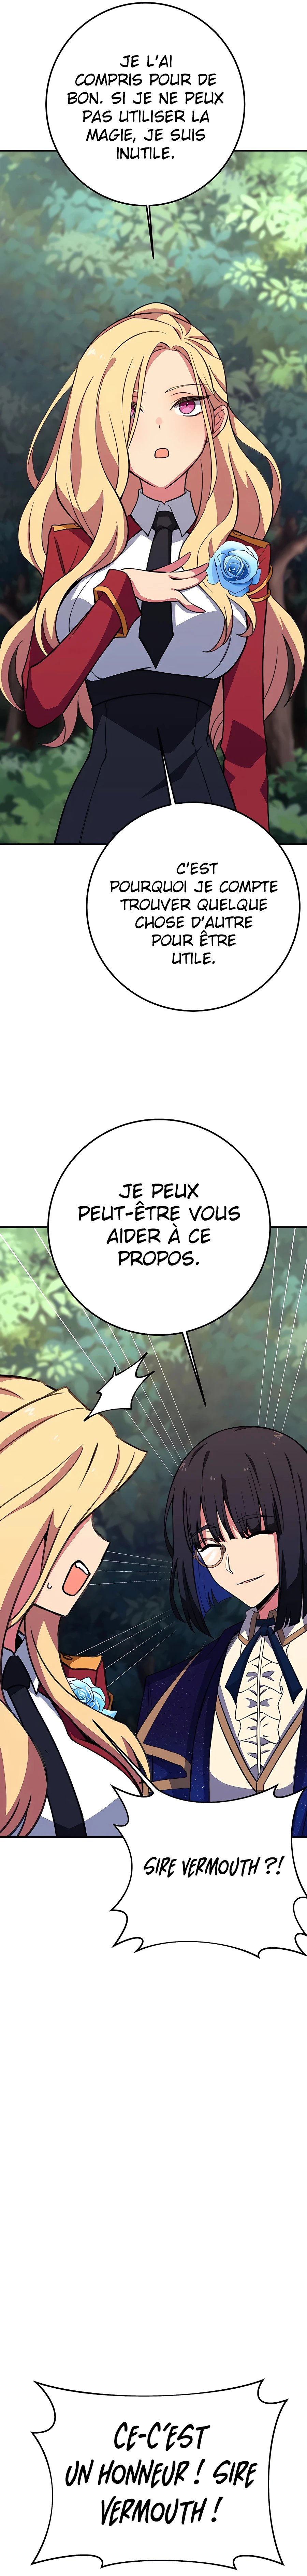 JE L'AI
COMPRIS POUR DE
BON. SI JE NE PEUX
PAS UTILISER LA
MAGIE, JE SUIS
INUTILE.
C'EST
POURQUOI JE COMPTE
TROUVER QUELQUE
CHOSE D'AUTRE
POUR ÊTRE
UTILE.
JE PEUX
PEUT-ÊTRE VOUS
AIDER À CE
PROPOS.
SIRE VERMOUTH ?!
CE-C'EST
UN HONNEUR ! SIRE
VERMOUTH !